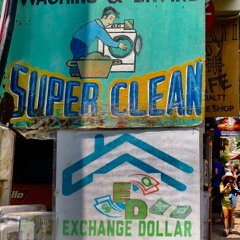 WASHING & DRYING
SUPER CLEAN
ED
EXCHANGE DOLLAR
SHOP